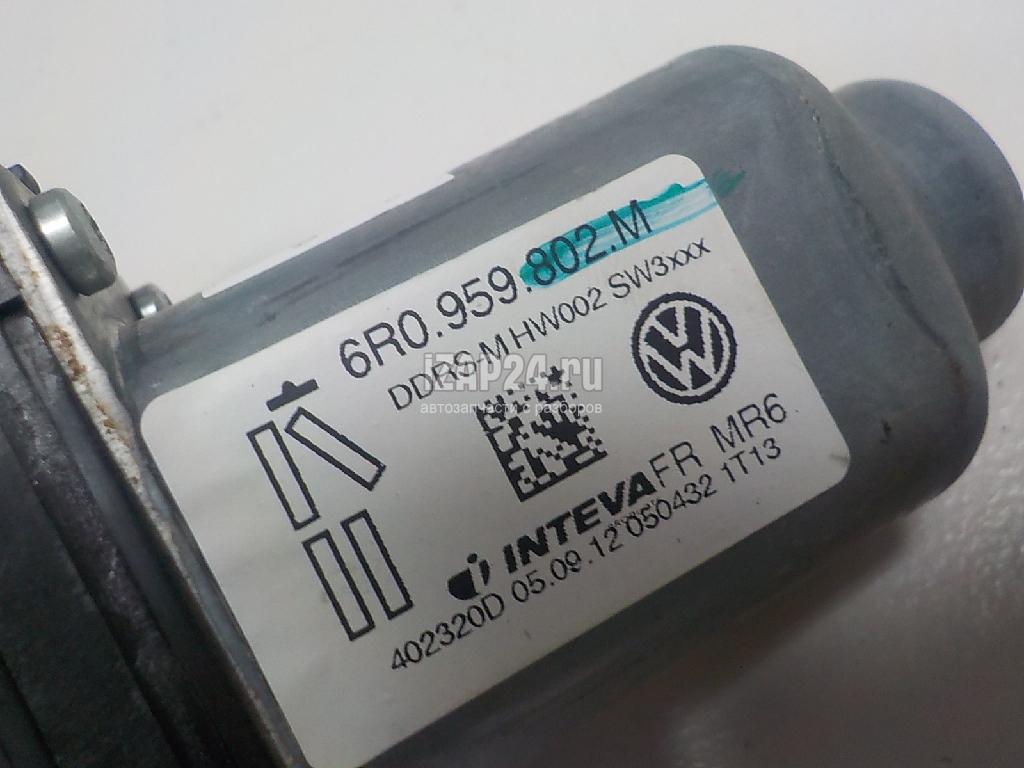 6R0.959.802.M
DDRS-M HW002 SW3xxx
iZAP24.ru
автозапчасти с разборов
VW
INTEVA FR MR6
402320D 05.09.12 050432 1T13